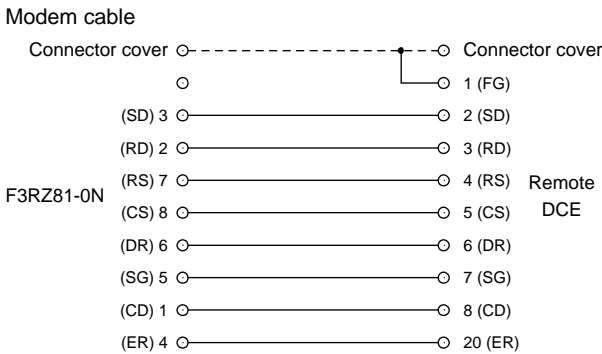 Modem cable
Connector cover Connector cover
1 (FG)
(SD) 3 2 (SD)
(RD) 2 3 (RD)
(RS) 7 4 (RS)
F3RZ81-0N
Remote
DCE
(CS) 8 5 (CS)
(DR) 6 6 (DR)
(SG) 5 7 (SG)
(CD) 1 8 (CD)
(ER) 4 20 (ER)